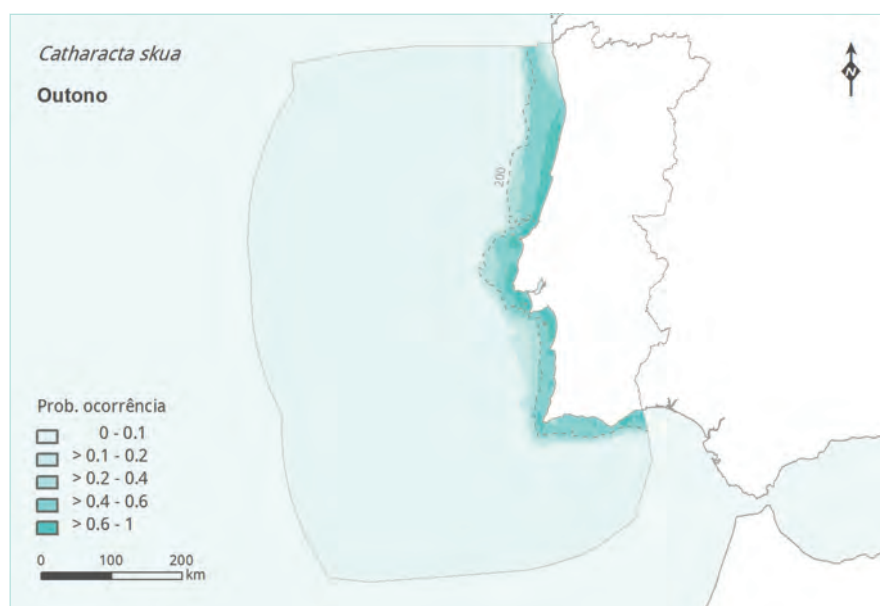 Catharacta skua
Outono
N
200
Prob. ocorrência
0 - 0.1
> 0.1 - 0.2
> 0.2 - 0.4
> 0.4 - 0.6
> 0.6 - 1
0 100 200
km